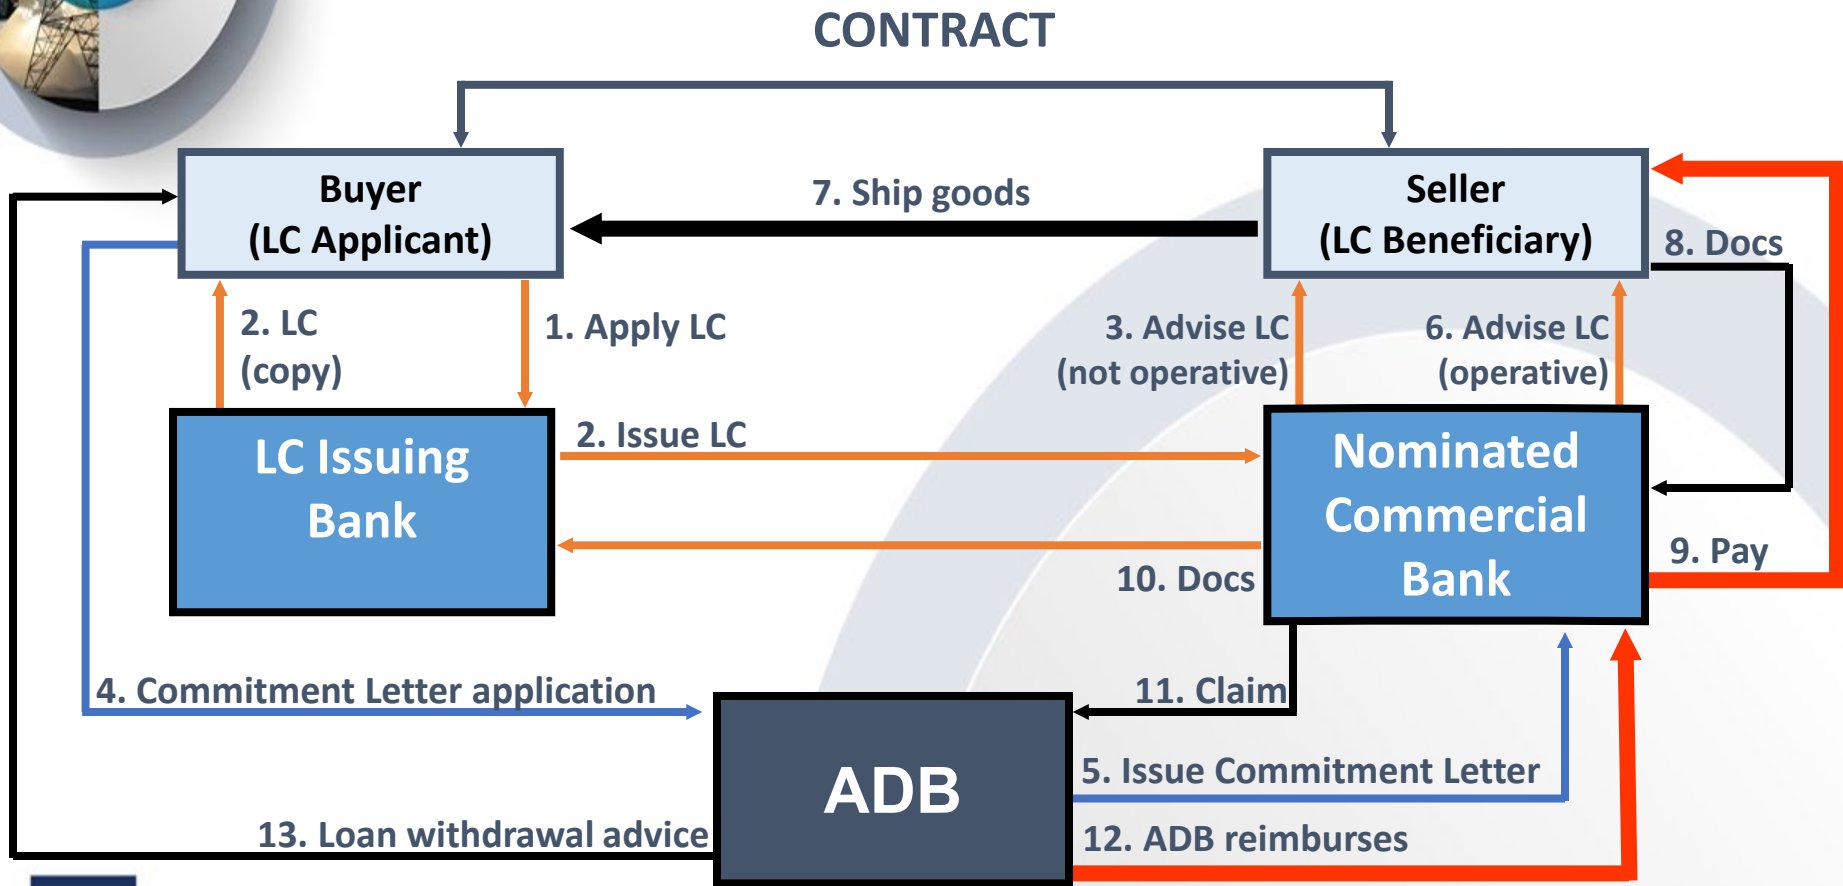 CONTRACT
Buyer
(LC Applicant)
7. Ship goods
Seller
(LC Beneficiary)
8. Docs
2. LC
(copy)
1. Apply LC
3. Advise LC
(not operative)
6. Advise LC
(operative)
LC Issuing
Bank
2. Issue LC
Nominated
Commercial
Bank
10. Docs
9. Pay
4. Commitment Letter application
11. Claim
ADB
5. Issue Commitment Letter
13. Loan withdrawal advice
12. ADB reimburses